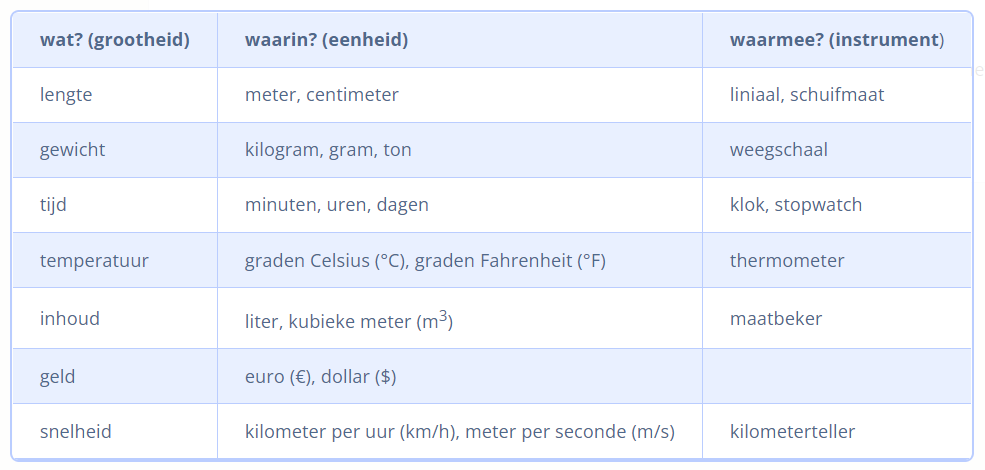 wat? (grootheid) waarin? (eenheid) waarmee? (instrument)
lengte meter, centimeter liniaal, schuifmaat
gewicht kilogram, gram, ton weegschaal
tijd minuten, uren, dagen klok, stopwatch
temperatuur graden Celsius (°C), graden Fahrenheit (°F) thermometer
inhoud liter, kubieke meter (m³) maatbeker
geld euro (€), dollar ($)
snelheid kilometer per uur (km/h), meter per seconde (m/s) kilometerteller